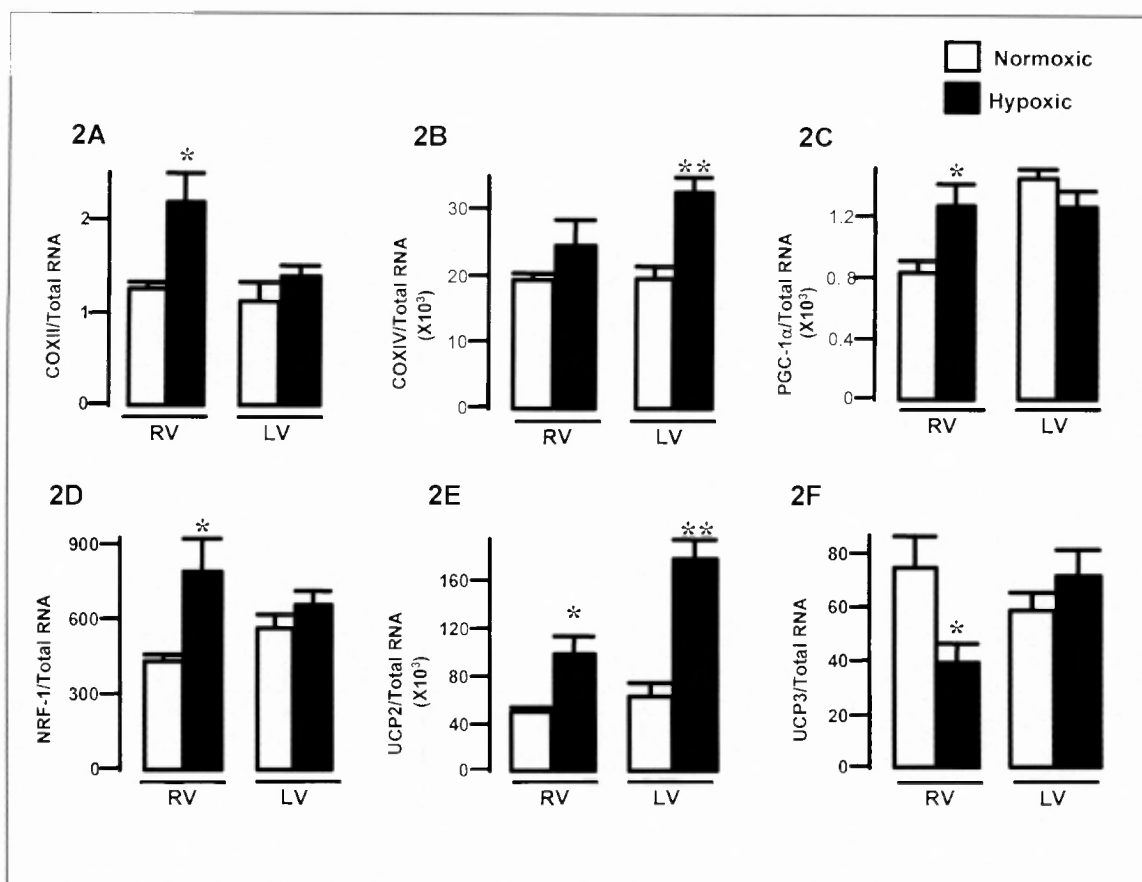 Normoxic
Hypoxic
2A
COXII/Total RNA
2
1
0
*
RV
LV
2B
COXIV/Total RNA
(X10³)
30
20
10
0
**
RV
LV
2C
PGC-1α/Total RNA
(X10³)
1.2
0.8
0.4
0
*
RV
LV
2D
NRF-1/Total RNA
900
600
300
0
*
RV
LV
2E
UCP2/Total RNA
(X10³)
160
120
80
40
0
*
**
RV
LV
2F
UCP3/Total RNA
80
60
40
20
0
*
RV
LV